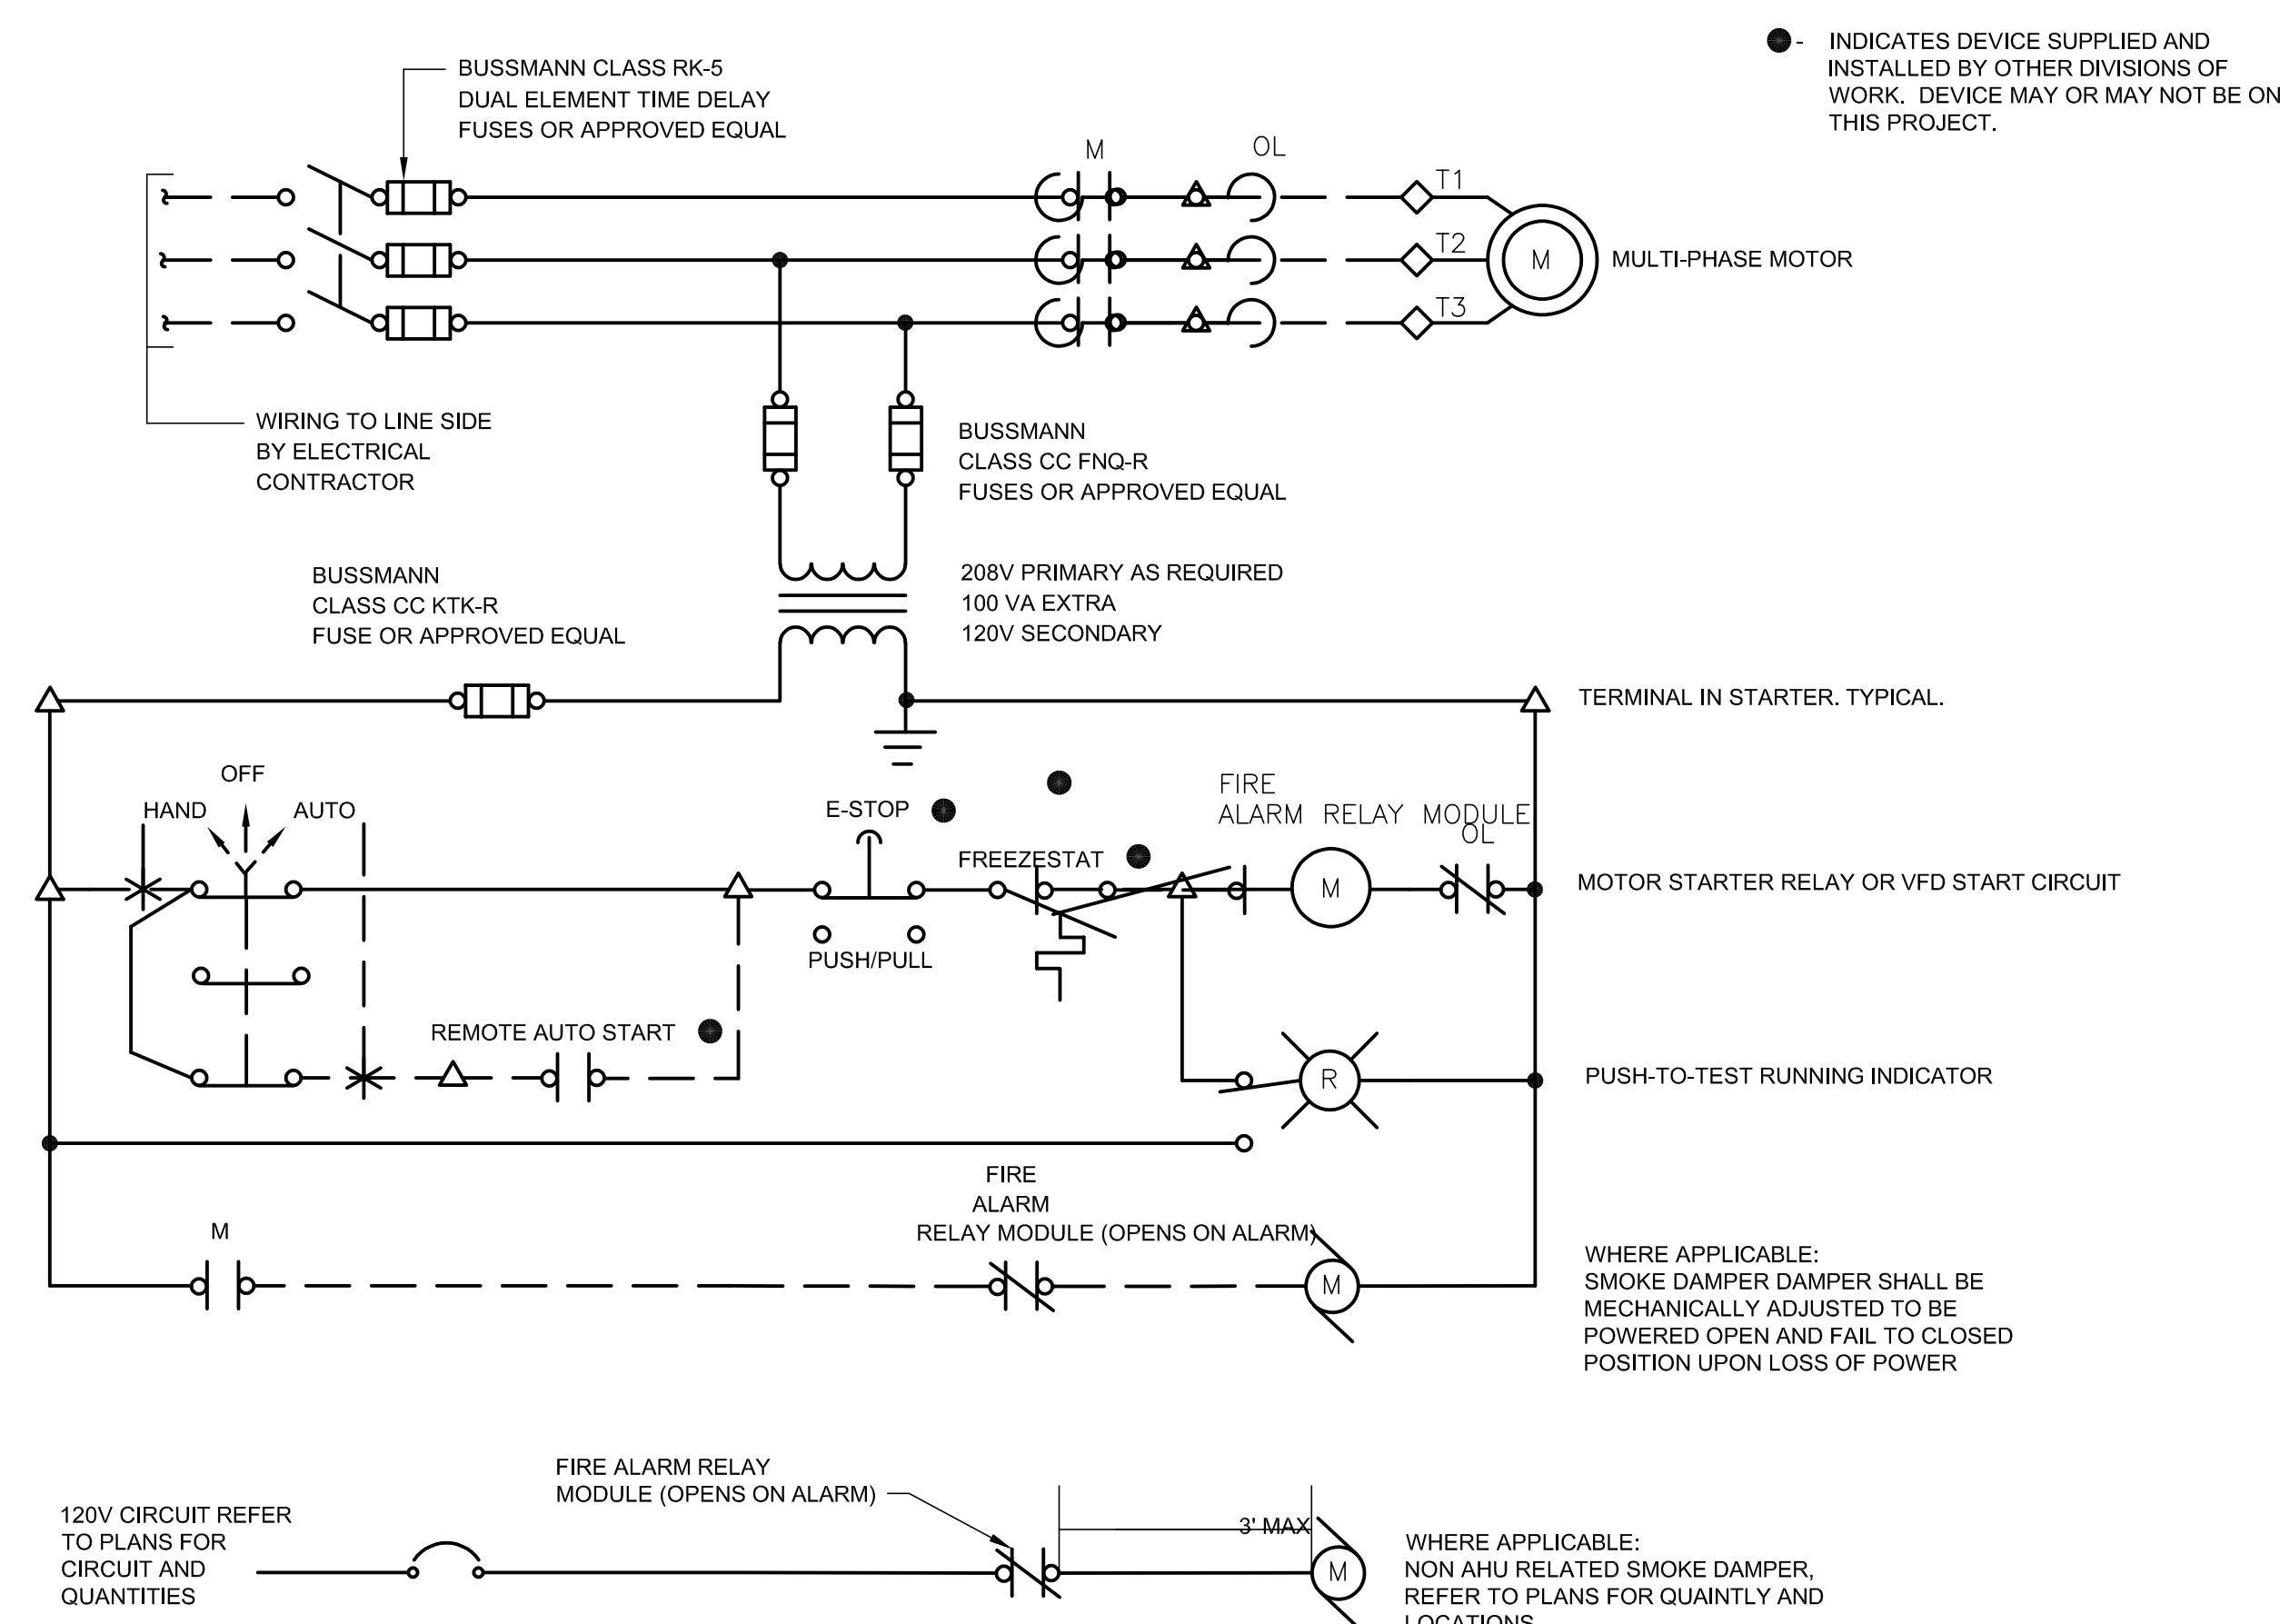 - INDICATES DEVICE SUPPLIED AND
INSTALLED BY OTHER DIVISIONS OF
WORK. DEVICE MAY OR MAY NOT BE ON
THIS PROJECT.
BUSSMANN CLASS RK-5
DUAL ELEMENT TIME DELAY
FUSES OR APPROVED EQUAL
M
OL
T1
T2
T3
M
MULTI-PHASE MOTOR
WIRING TO LINE SIDE
BY ELECTRICAL
CONTRACTOR
BUSSMANN
CLASS CC FNQ-R
FUSES OR APPROVED EQUAL
BUSSMANN
CLASS CC KTK-R
FUSE OR APPROVED EQUAL
208V PRIMARY AS REQUIRED
100 VA EXTRA
120V SECONDARY
TERMINAL IN STARTER. TYPICAL.
OFF
HAND
AUTO
E-STOP
FREEZESTAT
FIRE
ALARM RELAY MODULE
OL
M
MOTOR STARTER RELAY OR VFD START CIRCUIT
PUSH/PULL
REMOTE AUTO START
R
PUSH-TO-TEST RUNNING INDICATOR
M
FIRE
ALARM
RELAY MODULE (OPENS ON ALARM)
M
WHERE APPLICABLE:
SMOKE DAMPER DAMPER SHALL BE
MECHANICALLY ADJUSTED TO BE
POWERED OPEN AND FAIL TO CLOSED
POSITION UPON LOSS OF POWER
FIRE ALARM RELAY
MODULE (OPENS ON ALARM)
120V CIRCUIT REFER
TO PLANS FOR
CIRCUIT AND
QUANTITIES
3' MAX
M
WHERE APPLICABLE:
NON AHU RELATED SMOKE DAMPER,
REFER TO PLANS FOR QUAINTLY AND
LOCATIONS